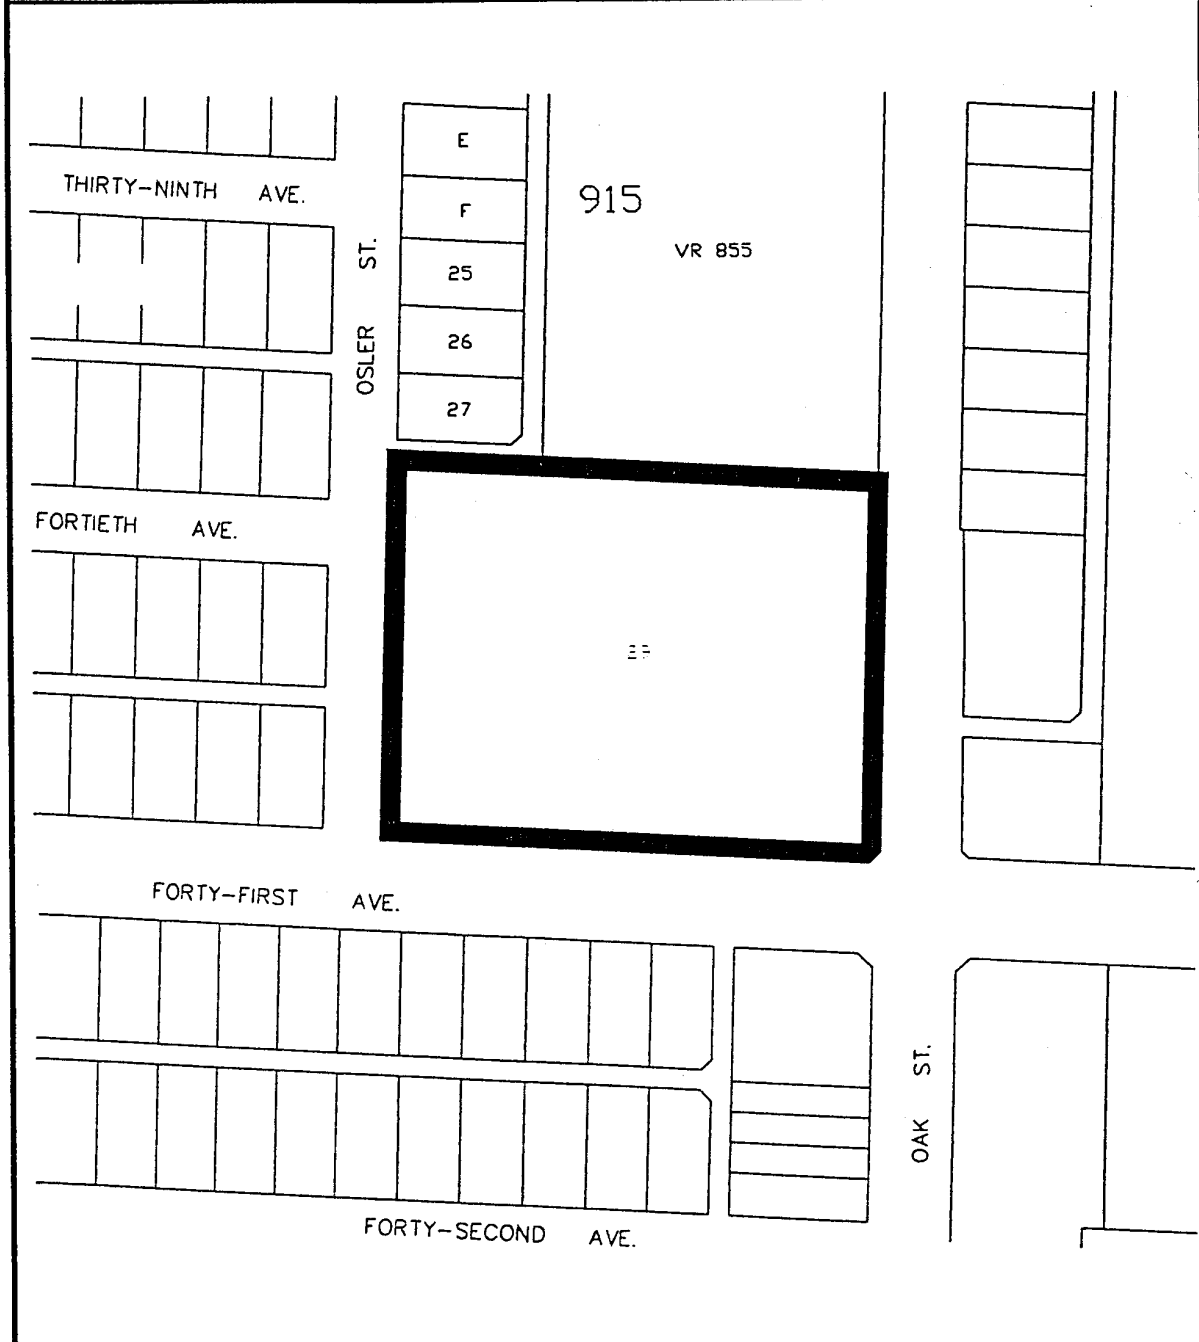 E
THIRTY-NINTH AVE.
915
F
VR 855
OSLER ST.
25
26
27
FORTIETH AVE.
FORTY-FIRST AVE.
OAK ST.
FORTY-SECOND AVE.